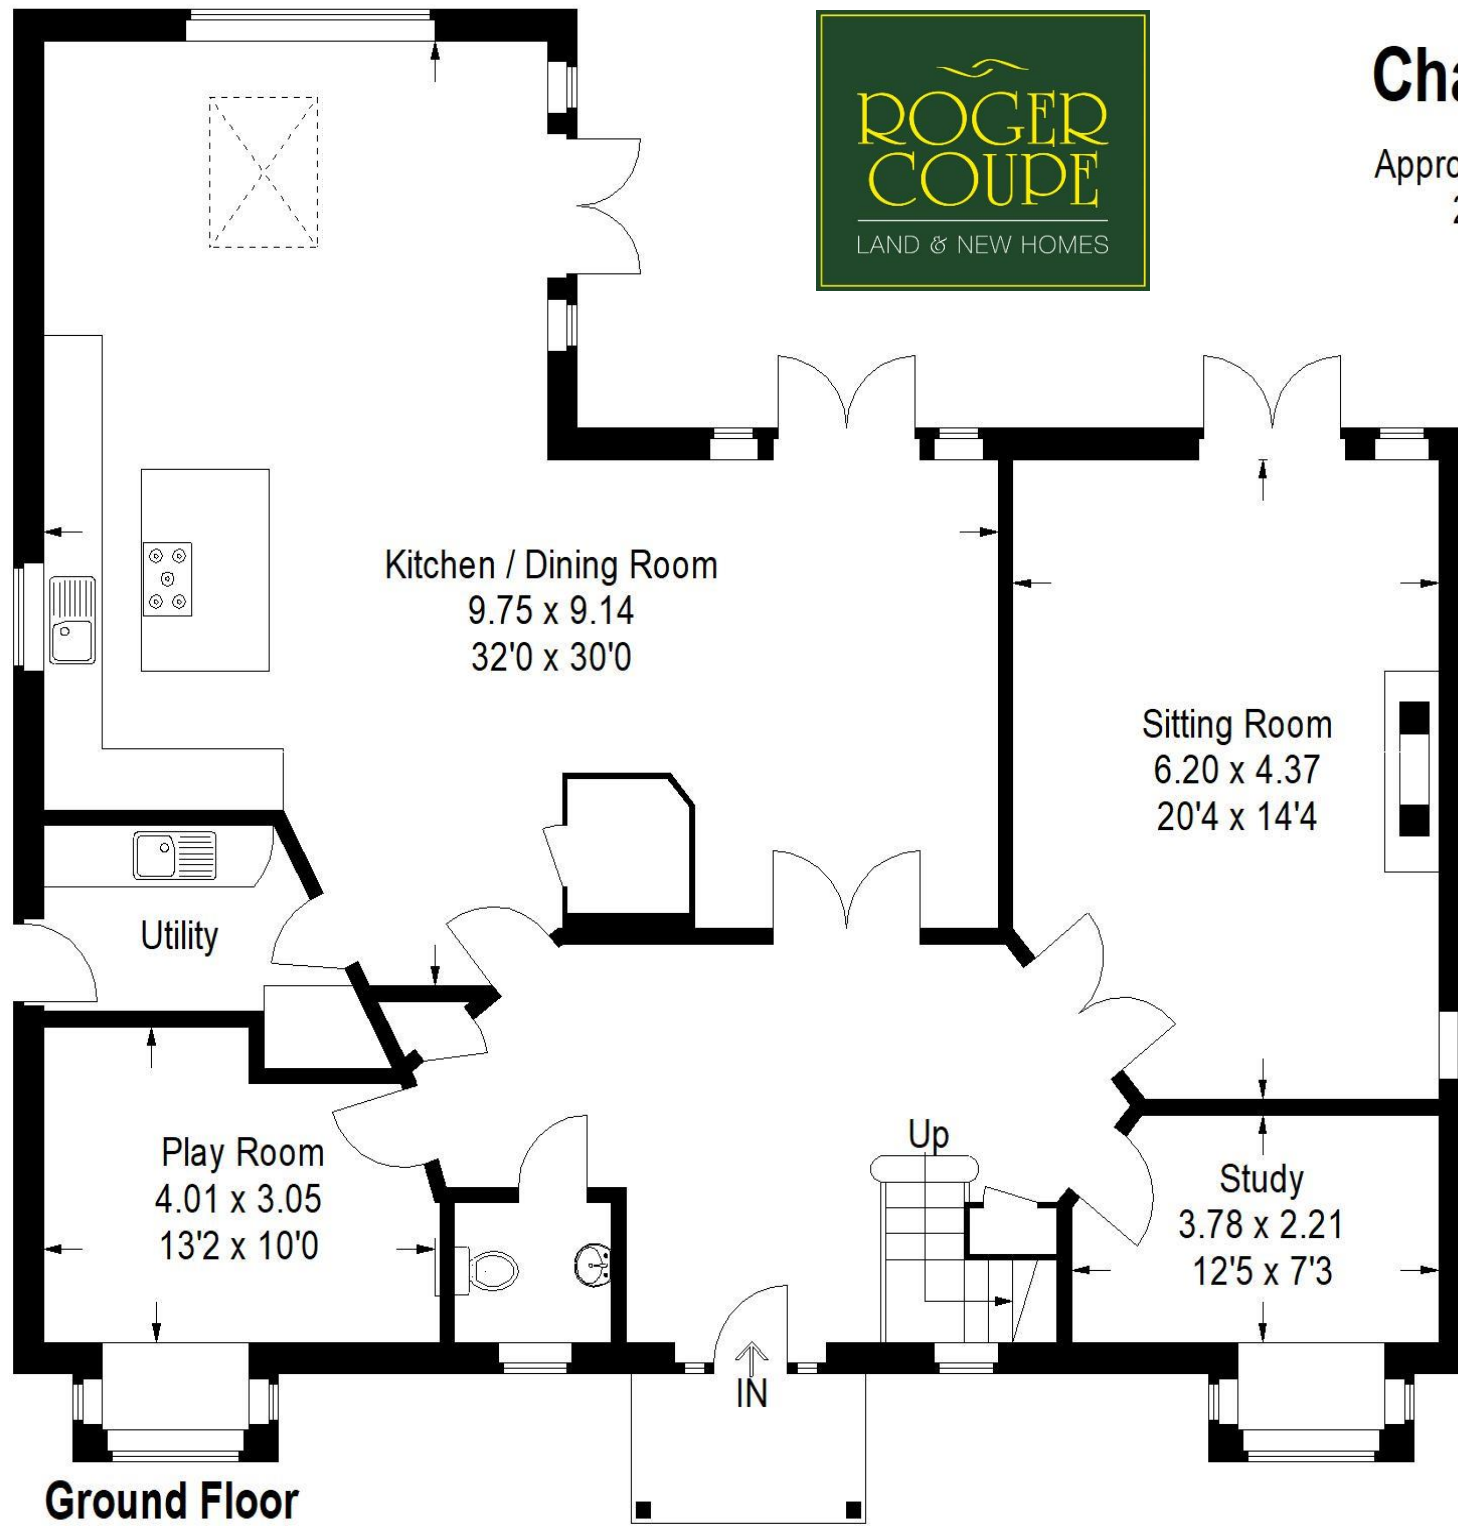 ROGER
COUPE
LAND & NEW HOMES
Kitchen / Dining Room
9.75 x 9.14
32'0 x 30'0
Sitting Room
6.20 x 4.37
20'4 x 14'4
Utility
Play Room
4.01 x 3.05
13'2 x 10'0
Up
Study
3.78 x 2.21
12'5 x 7'3
IN
Ground Floor